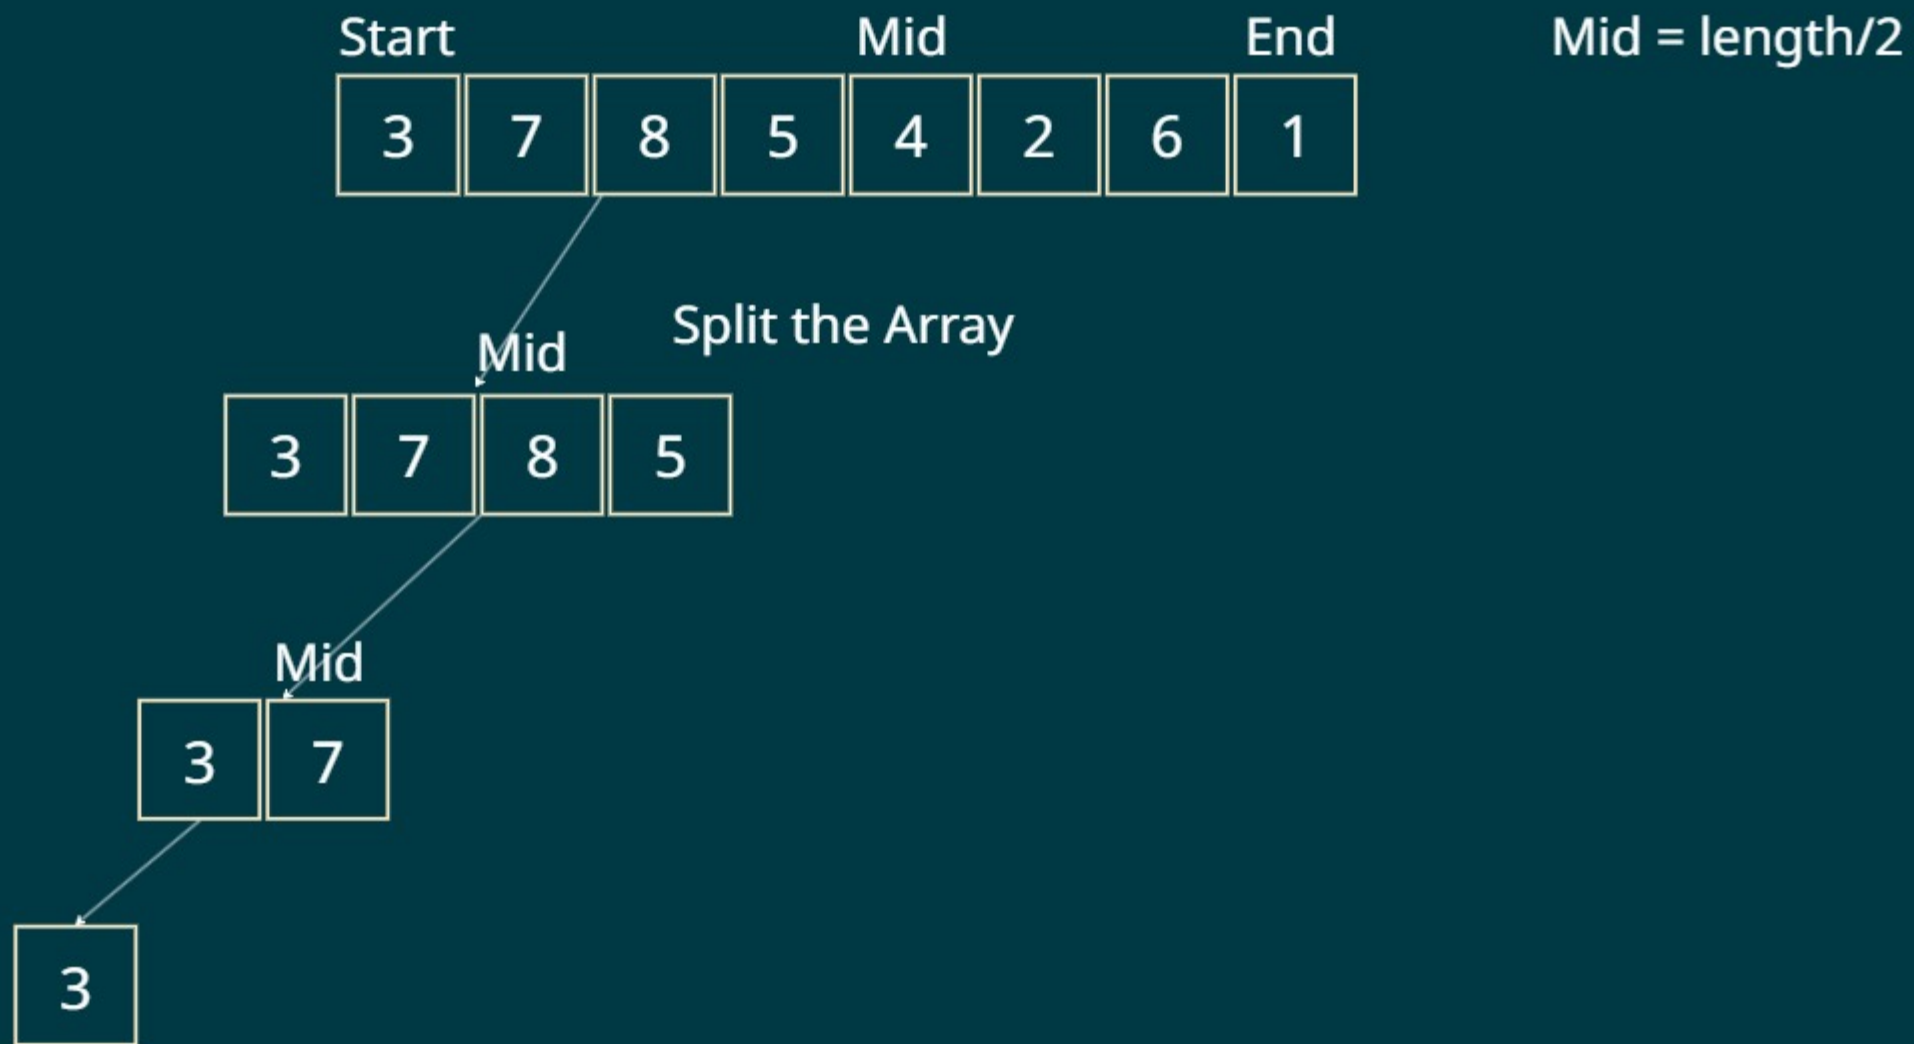 Start Mid End Mid = length/2
3 7 8 5 4 2 6 1
Split the Array
Mid
3 7 8 5
Mid
3 7
3